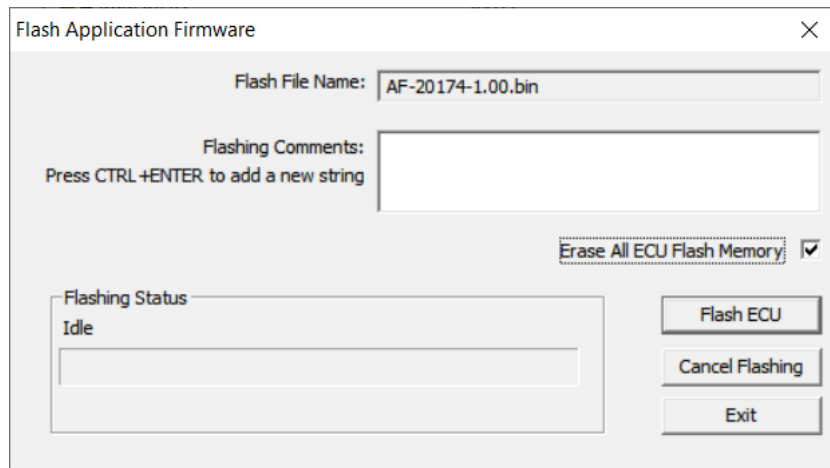 Flash Application Firmware
Flash File Name: AF-20174-1.00.bin
Flashing Comments:
Press CTRL+ENTER to add a new string
Erase All ECU Flash Memory
Flashing Status
Idle
Flash ECU
Cancel Flashing
Exit